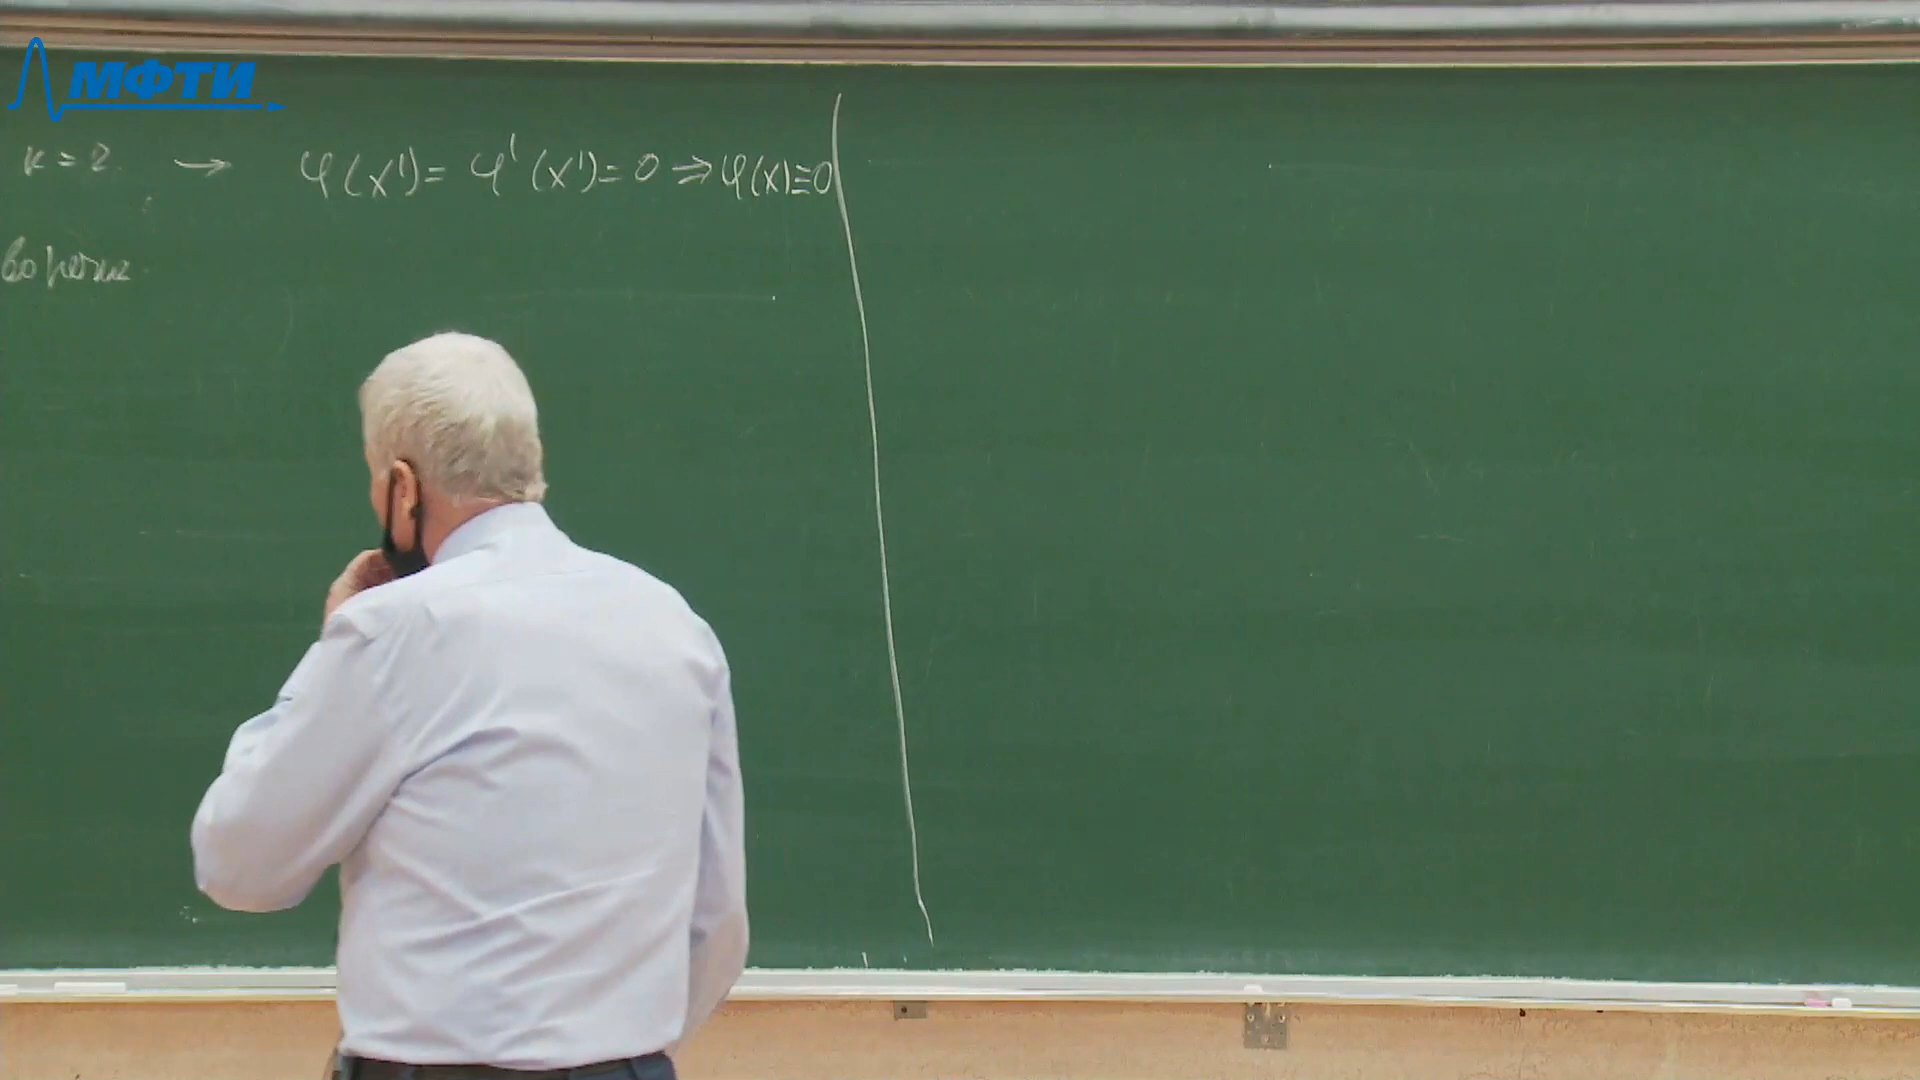 МФТИ
k = 2. → φ(x') = φ'(x') = 0 ⇒ φ(x) ≡ 0